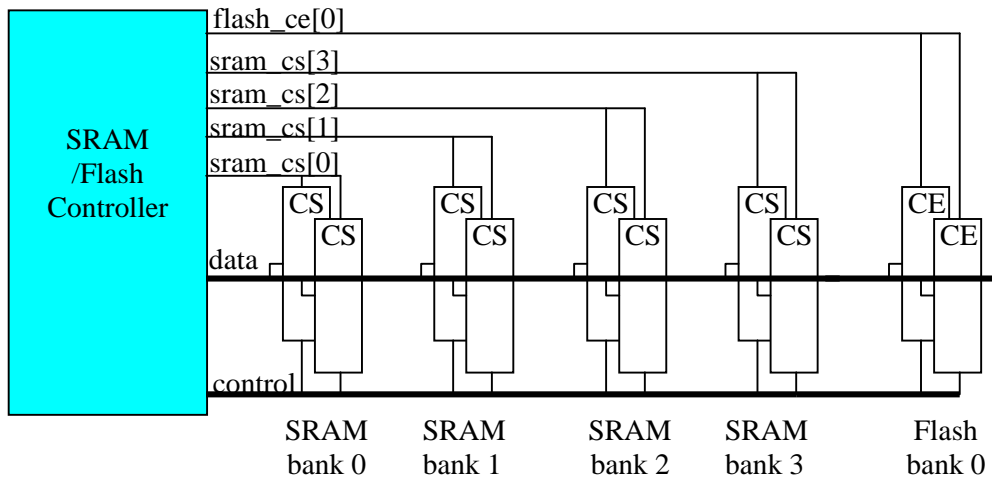 flash_ce[0]
sram_cs[3]
sram_cs[2]
sram_cs[1]
sram_cs[0]
SRAM
/Flash
Controller
CS
CS
CS
CS
CE
CS
CS
CS
CS
CE
data
control
SRAM
bank 0
SRAM
bank 1
SRAM
bank 2
SRAM
bank 3
Flash
bank 0